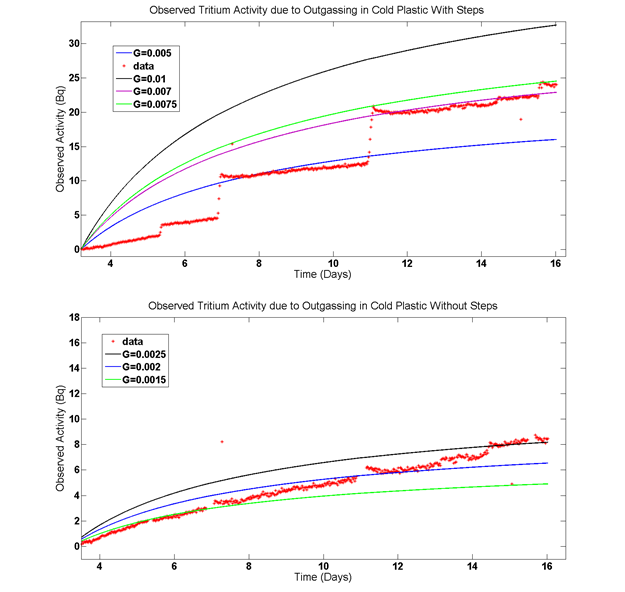 Observed Tritium Activity due to Outgassing in Cold Plastic With Steps
30
25
20
15
10
5
0
Observed Activity (Bq)
G=0.005
data
G=0.01
G=0.007
G=0.0075
4 6 8 10 12 14 16
Time (Days)
Observed Tritium Activity due to Outgassing in Cold Plastic Without Steps
18
16
14
12
10
8
6
4
2
0
Observed Activity (Bq)
data
G=0.0025
G=0.002
G=0.0015
4 6 8 10 12 14 16
Time (Days)